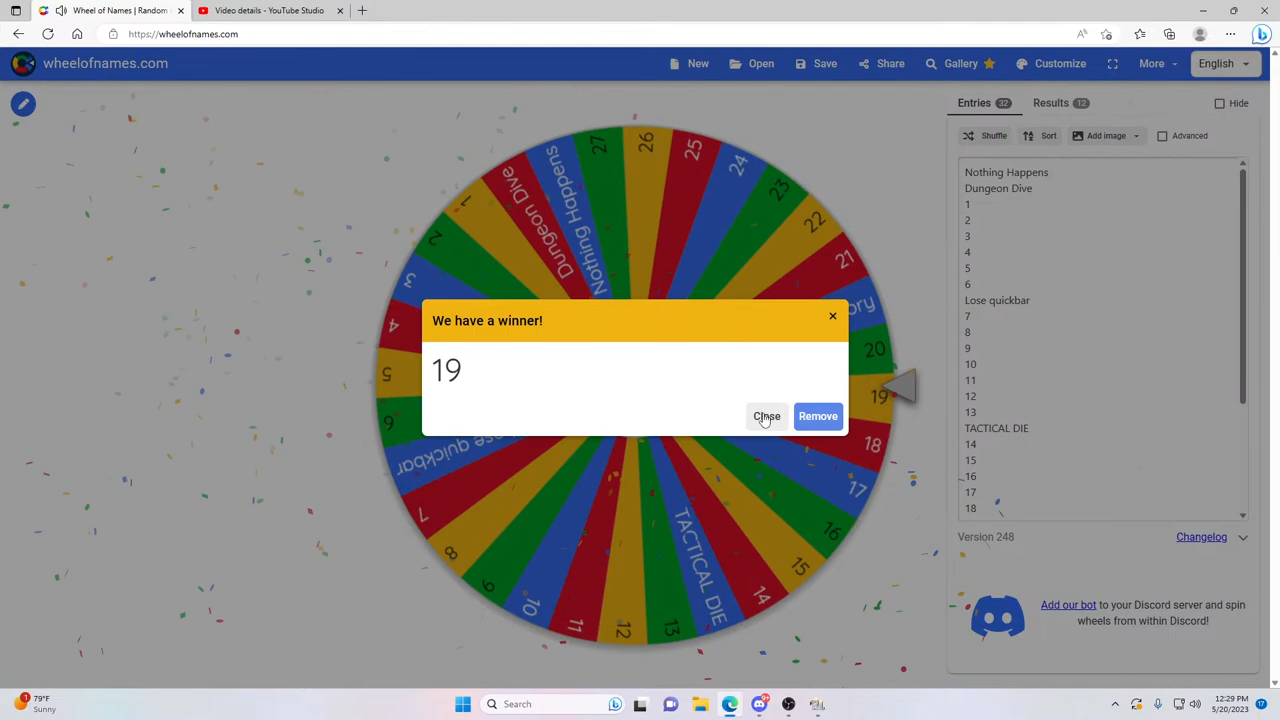 Wheel of Names | Random
Video details - YouTube Studio
https://wheelofnames.com
wheelofnames.com
New
Open
Save
Share
Gallery
Customize
More
English
Entries 32
Results 12
Hide
Shuffle
Sort
Add image
Advanced
Nothing Happens
Dungeon Dive
1
2
3
4
5
6
Lose quickbar
7
8
9
10
11
12
13
TACTICAL DIE
14
15
16
17
18
Version 248
Changelog
Add our bot to your Discord server and spin
wheels from within Discord!
We have a winner!
19
Close
Remove
26
25
24
23
22
21
ory
20
19
18
17
16
15
14
TACTICAL DIE
13
12
11
10
9
8
7
ose quickbar
6
5
4
3
2
1
Dungeon Dive
Nothing Happens
27
1
79°F
Sunny
Search
9+
12:29 PM
5/20/2023
17